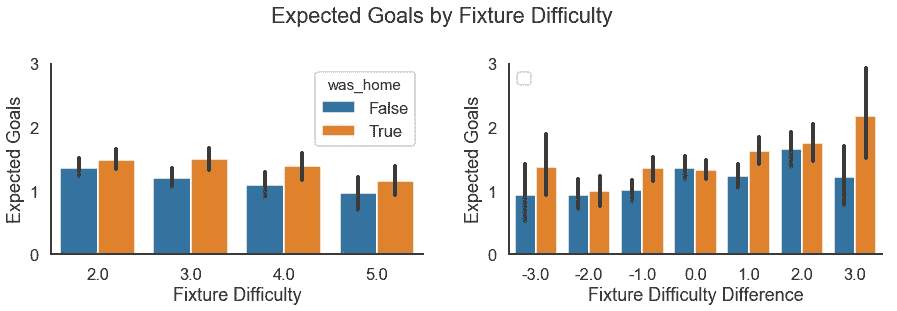 Expected Goals by Fixture Difficulty
Expected Goals
3
2
1
0
was_home
False
True
2.0 3.0 4.0 5.0
Fixture Difficulty
Expected Goals
3
2
1
0
-3.0 -2.0 -1.0 0.0 1.0 2.0 3.0
Fixture Difficulty Difference